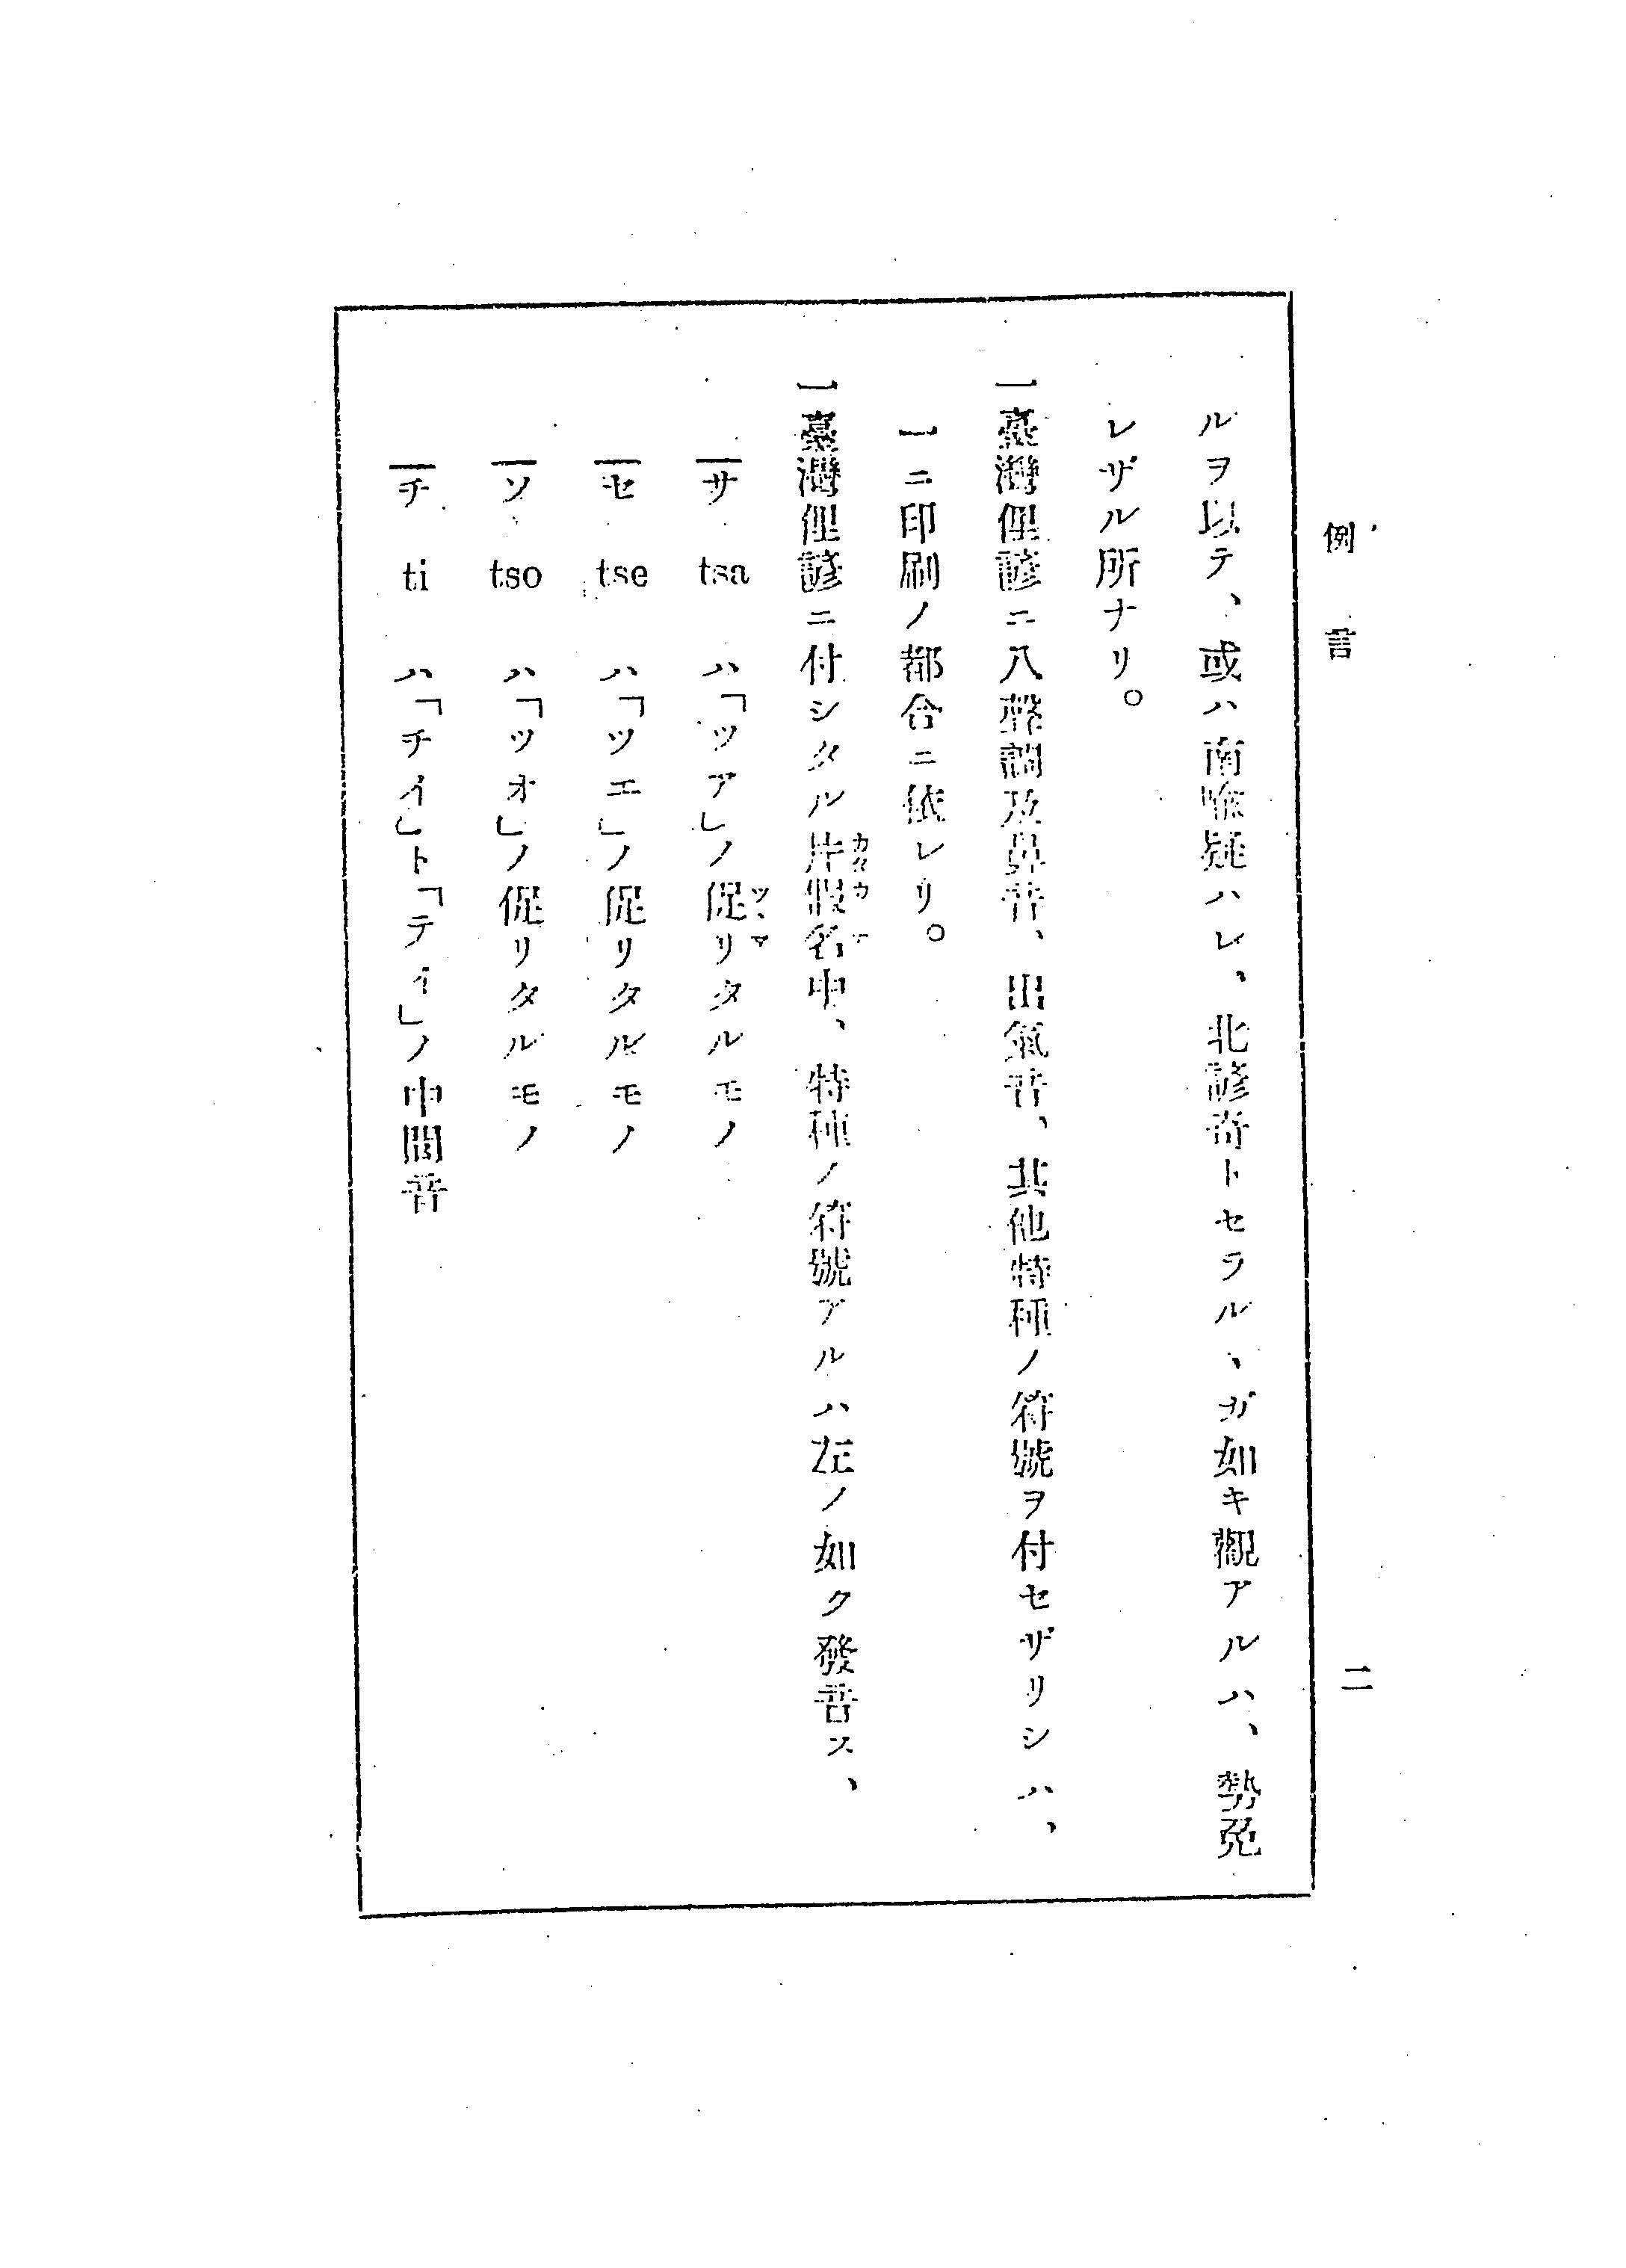 例言
二
ルヲ以テ、或ハ南喩疑ハレ、北諺奇トセラルヽガ如キ觀アルハ、勢免
レザル所ナリ。
一臺灣俚諺ニ八聲調及鼻音、出氣音、其他特種ノ符號ヲ付セザリシハ、
一ニ印刷ノ都合ニ依レリ。
一臺灣俚諺ニ付シタル片假名中、特種ノ符號アルハ左ノ如ク發音ス、
サ tsa ハ「ツア」ノ促リタルモノ
セ tse ハ「ツエ」ノ促リタルモノ
ソ tso ハ「ツオ」ノ促リタルモノ
チ ti ハ「チイ」ト「テイ」ノ中間音